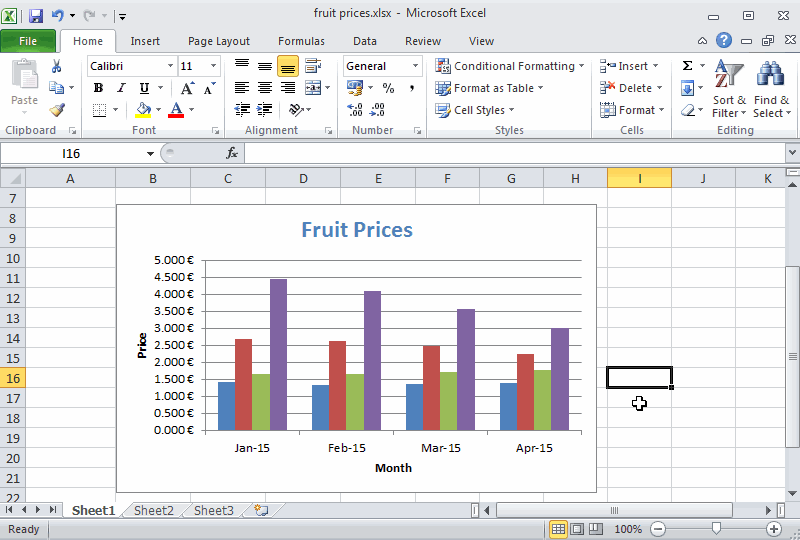 fruit prices.xlsx - Microsoft Excel
File Home Insert Page Layout Formulas Data Review View
Paste
Calibri 11
B I U A A
A
General
% ,
.00 .00
Conditional Formatting
Format as Table
Cell Styles
Insert
Delete
Format
Σ
Sort & Filter
Find & Select
Clipboard Font Alignment Number Styles Cells Editing
I16 fx
A B C D E F G H I J K
7
8
9
10
11
12
13
14
15
16
17
18
19
20
21
22
Fruit Prices
5.000 €
4.500 €
4.000 €
3.500 €
3.000 €
2.500 €
2.000 €
1.500 €
1.000 €
0.500 €
0.000 €
Price
Jan-15 Feb-15 Mar-15 Apr-15
Month
Sheet1 Sheet2 Sheet3
Ready 100%